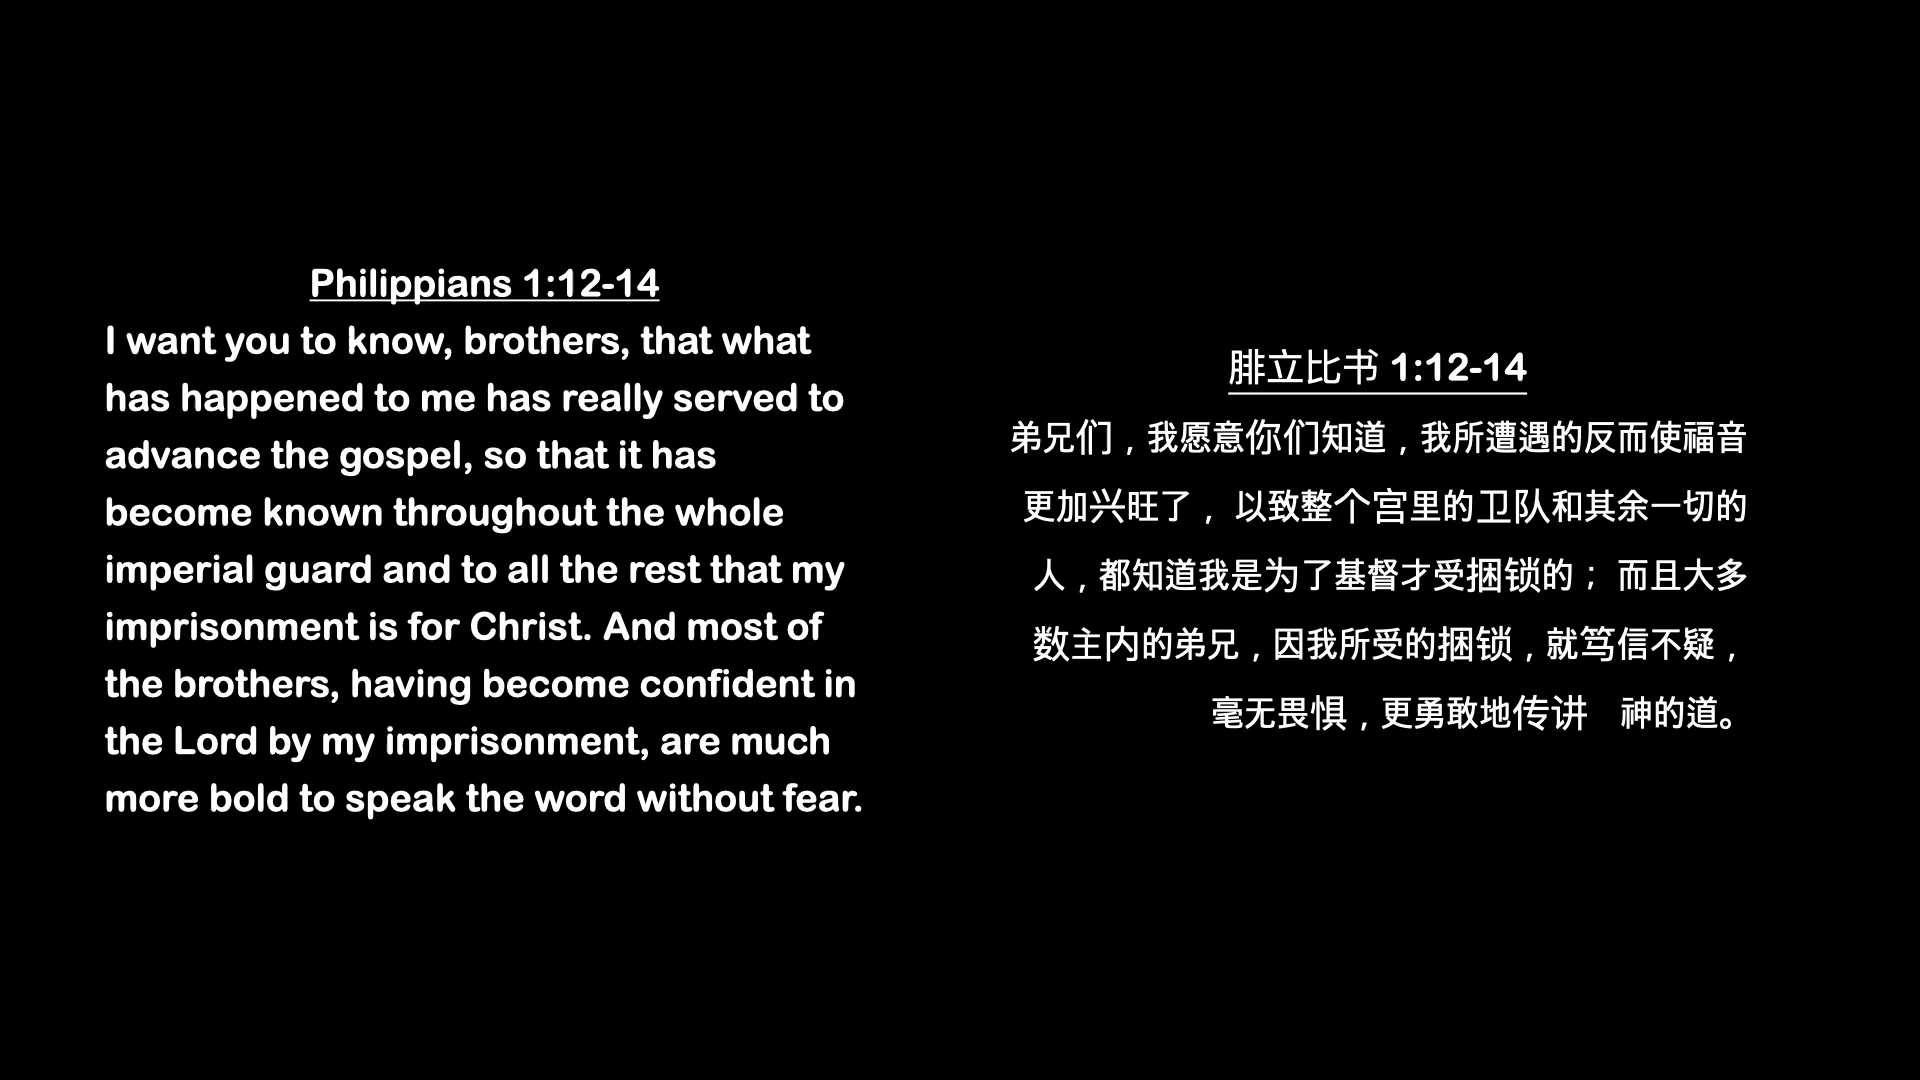 Philippians 1:12-14
I want you to know, brothers, that what
has happened to me has really served to
advance the gospel, so that it has
become known throughout the whole
imperial guard and to all the rest that my
imprisonment is for Christ. And most of
the brothers, having become confident in
the Lord by my imprisonment, are much
more bold to speak the word without fear.
腓立比书 1:12-14
弟兄们，我愿意你们知道，我所遭遇的反而使福音
更加兴旺了， 以致整个宫里的卫队和其余一切的
人，都知道我是为了基督才受捆锁的； 而且大多
数主内的弟兄，因我所受的捆锁，就笃信不疑，
毫无畏惧，更勇敢地传讲　神的道。